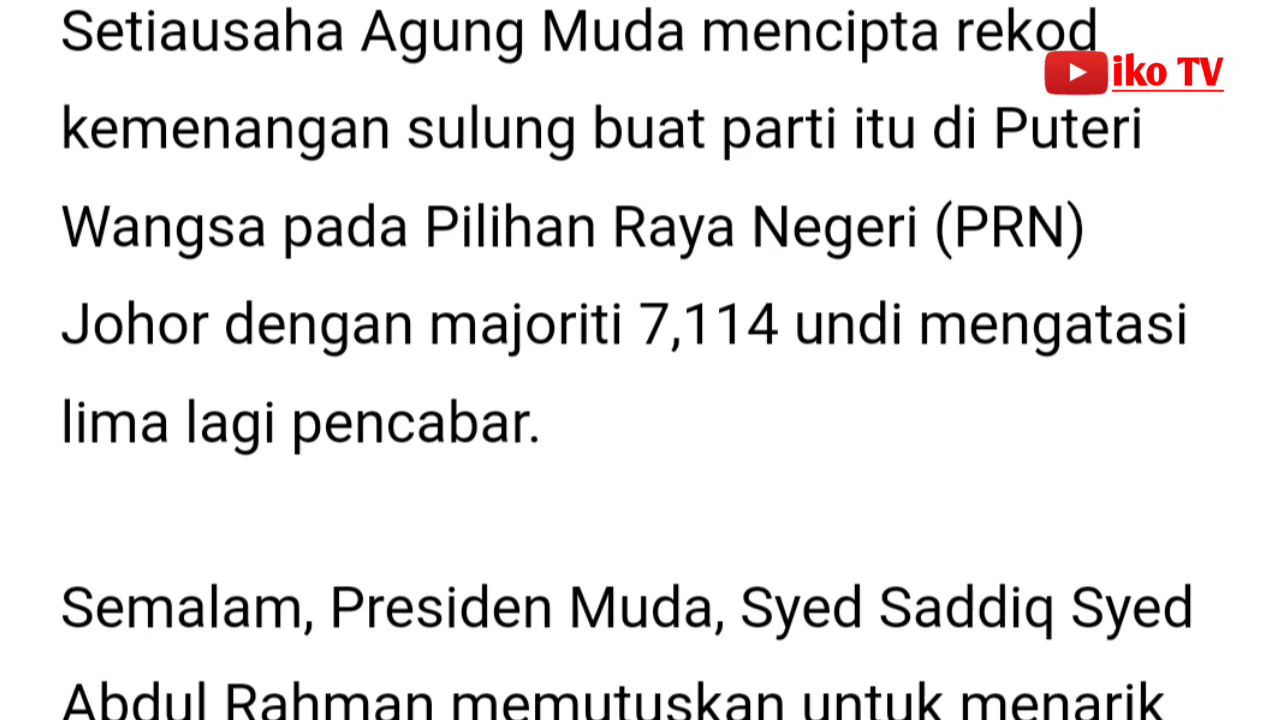 Setiausaha Agung Muda mencipta rekod
iko TV
kemenangan sulung buat parti itu di Puteri
Wangsa pada Pilihan Raya Negeri (PRN)
Johor dengan majoriti 7,114 undi mengatasi
lima lagi pencabar.
Semalam, Presiden Muda, Syed Saddiq Syed
Abdul Rahman memutuskan untuk menarik